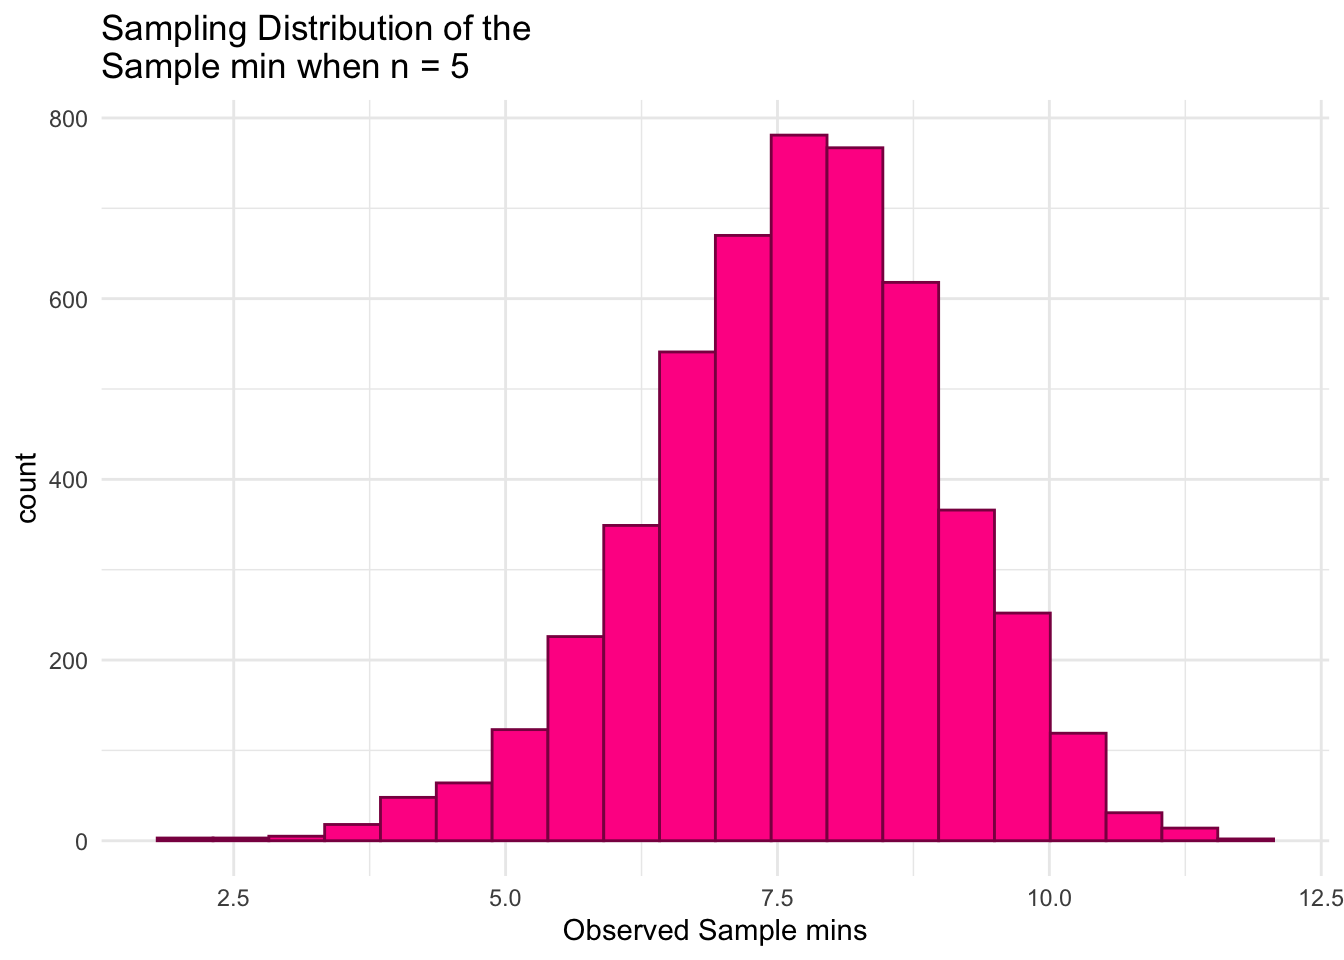 Sampling Distribution of the
Sample min when n = 5
800
600
400
200
0
count
2.5
5.0
7.5
10.0
12.5
Observed Sample mins